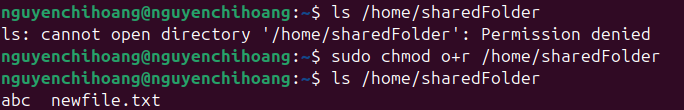 nguyenchihoang@nguyenchihoang:~$ ls /home/sharedFolder
ls: cannot open directory '/home/sharedFolder': Permission denied
nguyenchihoang@nguyenchihoang:~$ sudo chmod o+r /home/sharedFolder
nguyenchihoang@nguyenchihoang:~$ ls /home/sharedFolder
abc  newfile.txt